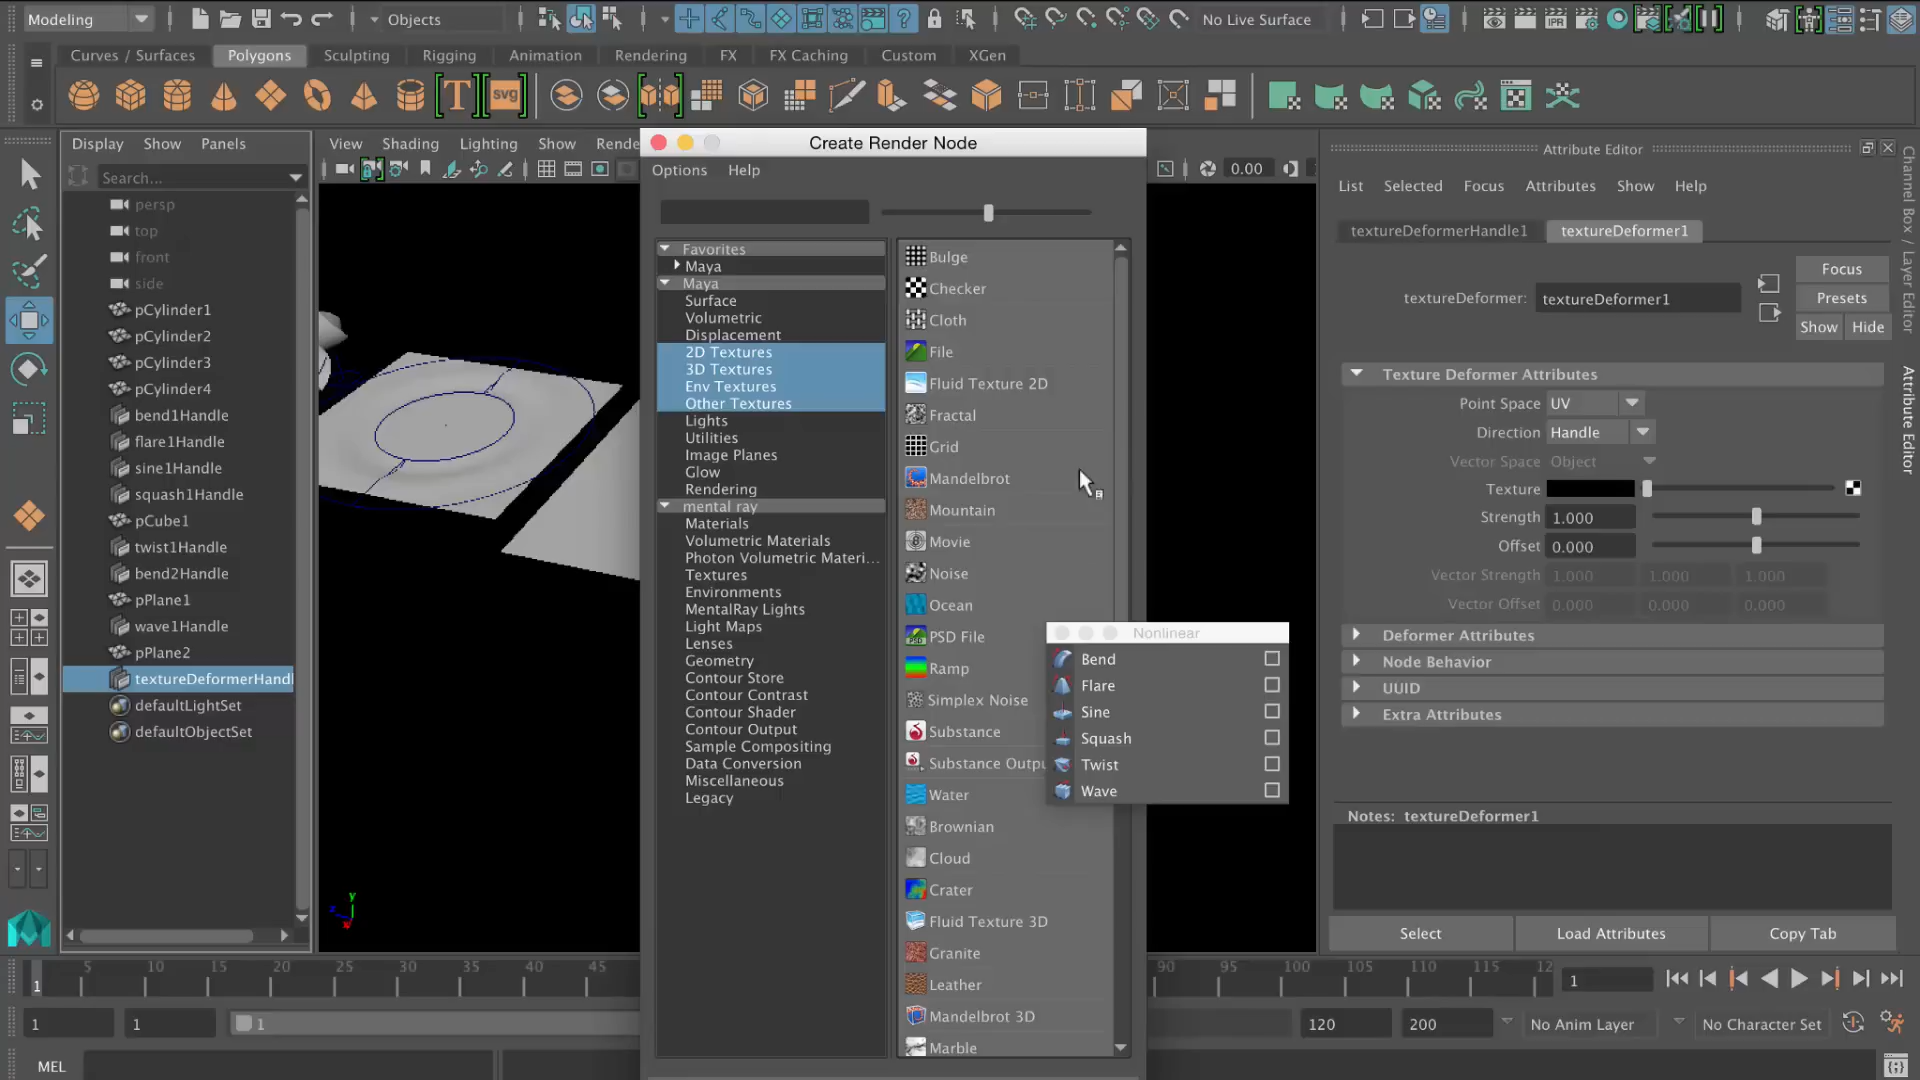 Modeling
Objects
No Live Surface
IPR
Curves / Surfaces
Polygons
Sculpting
Rigging
Animation
Rendering
FX
FX Caching
Custom
XGen
T
svg
Display
Show
Panels
Search...
persp
top
front
side
pCylinder1
pCylinder2
pCylinder3
pCylinder4
bend1Handle
flare1Handle
sine1Handle
squash1Handle
pCube1
twist1Handle
bend2Handle
pPlane1
wave1Handle
pPlane2
textureDeformerHandl
defaultLightSet
defaultObjectSet
View
Shading
Lighting
Show
Rende
0.00
y
z
x
Create Render Node
Options
Help
Favorites
Maya
Maya
Surface
Volumetric
Displacement
2D Textures
3D Textures
Env Textures
Other Textures
Lights
Utilities
Image Planes
Glow
Rendering
mental ray
Materials
Volumetric Materials
Photon Volumetric Materi...
Textures
Environments
MentalRay Lights
Light Maps
Lenses
Geometry
Contour Store
Contour Contrast
Contour Shader
Contour Output
Sample Compositing
Data Conversion
Miscellaneous
Legacy
Bulge
Checker
Cloth
File
Fluid Texture 2D
Fractal
Grid
Mandelbrot
Mountain
Movie
Noise
Ocean
PSD File
Ramp
Simplex Noise
Substance
Substance Outpu
Water
Brownian
Cloud
Crater
Fluid Texture 3D
Granite
Leather
Mandelbrot 3D
Marble
Nonlinear
Bend
Flare
Sine
Squash
Twist
Wave
Attribute Editor
List
Selected
Focus
Attributes
Show
Help
textureDeformerHandle1
textureDeformer1
textureDeformer:
textureDeformer1
Focus
Presets
Show
Hide
Texture Deformer Attributes
Point Space
UV
Direction
Handle
Vector Space
Object
Texture
Strength
1.000
Offset
0.000
Vector Strength
1.000
1.000
1.000
Vector Offset
0.000
0.000
0.000
Deformer Attributes
Node Behavior
UUID
Extra Attributes
Notes: textureDeformer1
Select
Load Attributes
Copy Tab
Channel Box / Layer Editor
Attribute Editor
1
5
10
15
20
25
30
35
40
45
90
95
100
105
110
115
12
1
1
1
1
120
200
No Anim Layer
No Character Set
MEL